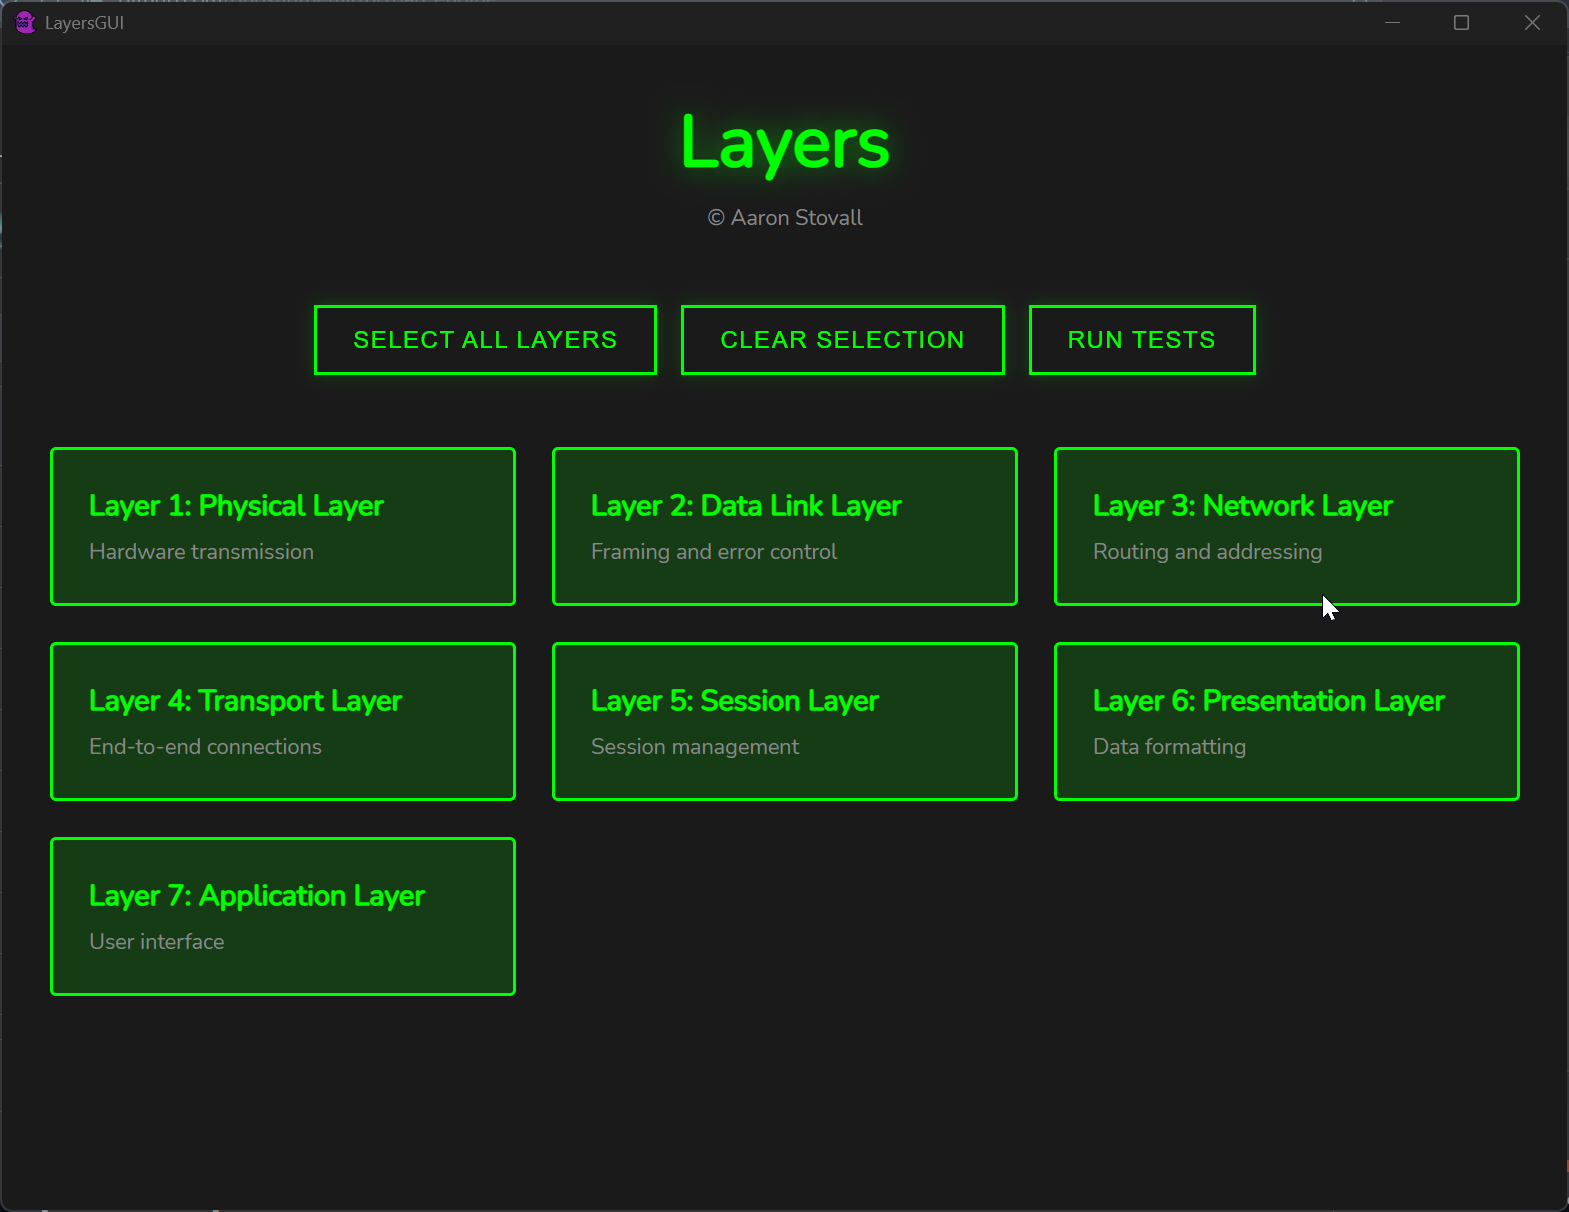 LayersGUI
Layers
© Aaron Stovall
SELECT ALL LAYERS
CLEAR SELECTION
RUN TESTS
Layer 1: Physical Layer
Hardware transmission
Layer 2: Data Link Layer
Framing and error control
Layer 3: Network Layer
Routing and addressing
Layer 4: Transport Layer
End-to-end connections
Layer 5: Session Layer
Session management
Layer 6: Presentation Layer
Data formatting
Layer 7: Application Layer
User interface